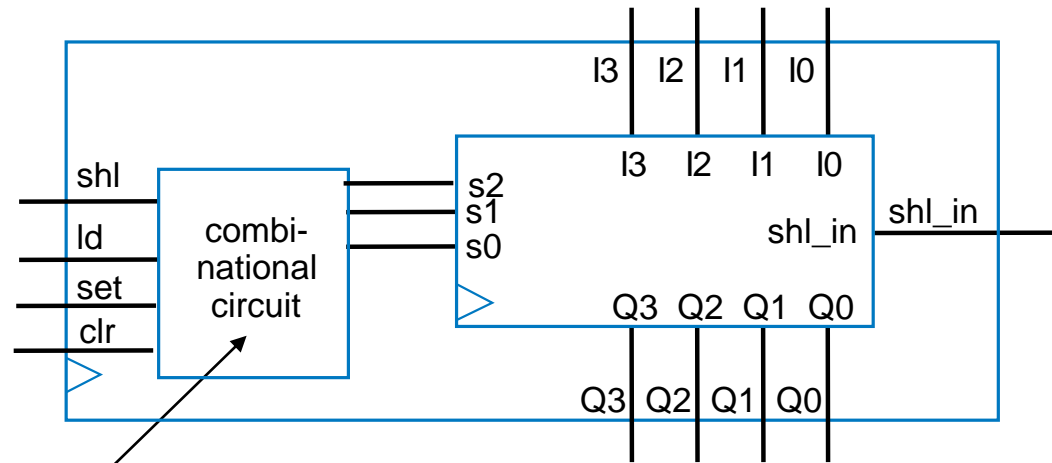 I3 I2 I1 I0
shl
ld
set
clr
combi-
national
circuit
s2
s1
s0
I3 I2 I1 I0
shl_in
shl_in
Q3 Q2 Q1 Q0
Q3 Q2 Q1 Q0